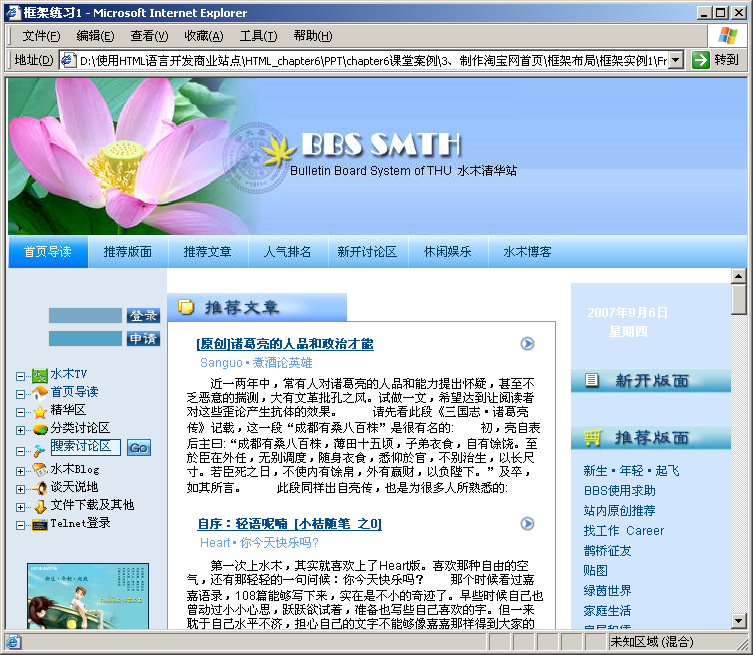 框架练习1 - Microsoft Internet Explorer
文件(F) 编辑(E) 查看(V) 收藏(A) 工具(T) 帮助(H)
地址(D) D:\使用HTML语言开发商业站点\HTML_chapter6\PPT\chapter6课堂案例\3、制作淘宝网首页\框架布局\框架实例1\Fr 转到
BBS SMTH
Bulletin Board System of THU 水木清华站
首页导读 推荐版面 推荐文章 人气排名 新开讨论区 休闲娱乐 水木博客
登录
申请
水木TV
首页导读
精华区
分类讨论区
搜索讨论区 Go
水木Blog
谈天说地
文件下载及其他
Telnet登录
推荐文章
[原创]诸葛亮的人品和政治才能
Sanguo • 煮酒论英雄
近一两年中，常有人对诸葛亮的人品和能力提出怀疑，甚至不
乏恶意的揣测，大有文革批孔之风。试做一文，希望达到让阅读者
对这些歪论产生抗体的效果。 请先看此段《三国志·诸葛亮
传》记载，这一段“成都有桑八百株”是很有名的: 初，亮自表
后主曰:“成都有桑八百株，薄田十五顷，子弟衣食，自有馀饶。至
於臣在外任，无别调度，随身衣食，悉仰於官，不别治生，以长尺
寸。若臣死之日，不使内有馀帛，外有赢财，以负陛下。”及卒，
如其所言。 此段同样出自亮传，也是为很多人所熟悉的:
自序：轻语呢喃 [小桔随笔 之0]
Heart • 你今天快乐吗?
第一次上水木，其实就喜欢上了Heart版。喜欢那种自由的空
气，还有那轻轻的一句问候：你今天快乐吗？ 那个时候看过嘉
嘉语录，108篇能够写下来，实在是不小的奇迹了。早些时候自己也
曾动过小小心思，跃跃欲试着，准备也写些自己喜欢的字。但一来
耽于自己水平不济，担心自己的文字不能够像嘉嘉那样得到大家的
2007年9月6日
星期四
新开版面
推荐版面
新生·年轻·起飞
BBS使用求助
站内原创推荐
找工作 Career
鹊桥征友
贴图
绿茵世界
家庭生活
未知区域 (混合)